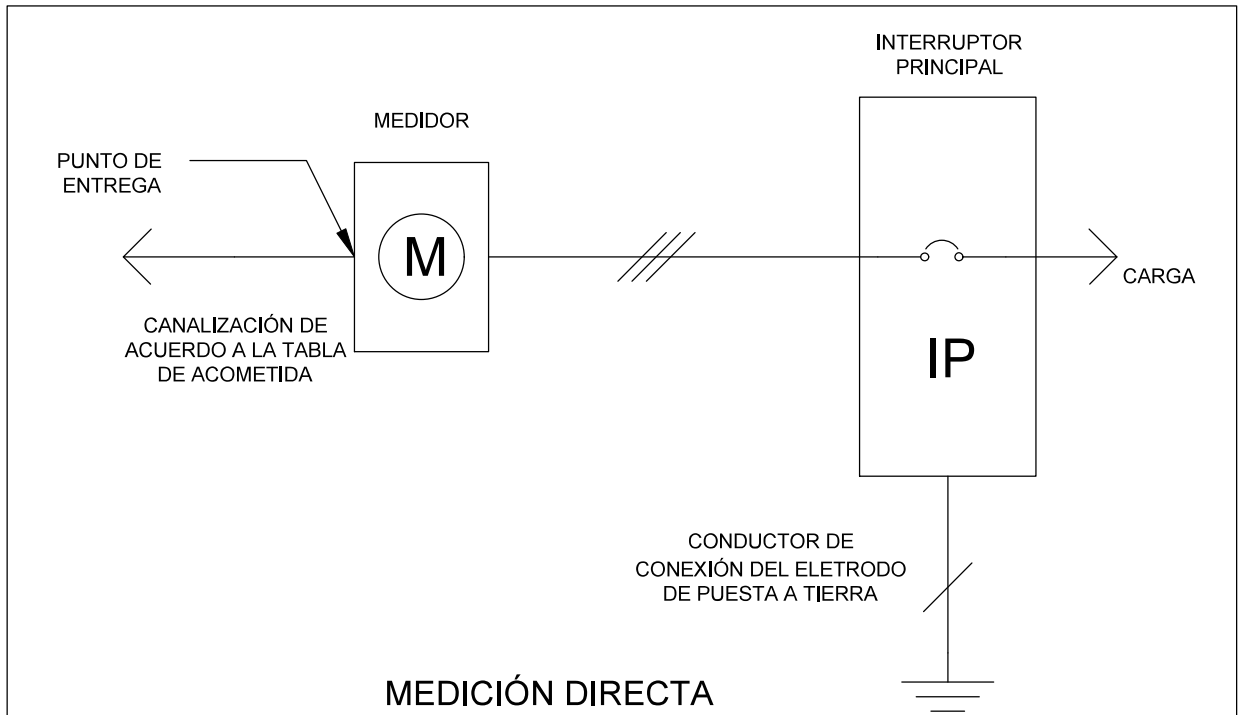 INTERRUPTOR
PRINCIPAL
MEDIDOR
PUNTO DE
ENTREGA
M
CARGA
CANALIZACIÓN DE
ACUERDO A LA TABLA
DE ACOMETIDA
IP
CONDUCTOR DE
CONEXIÓN DEL ELETRODO
DE PUESTA A TIERRA
MEDICIÓN DIRECTA